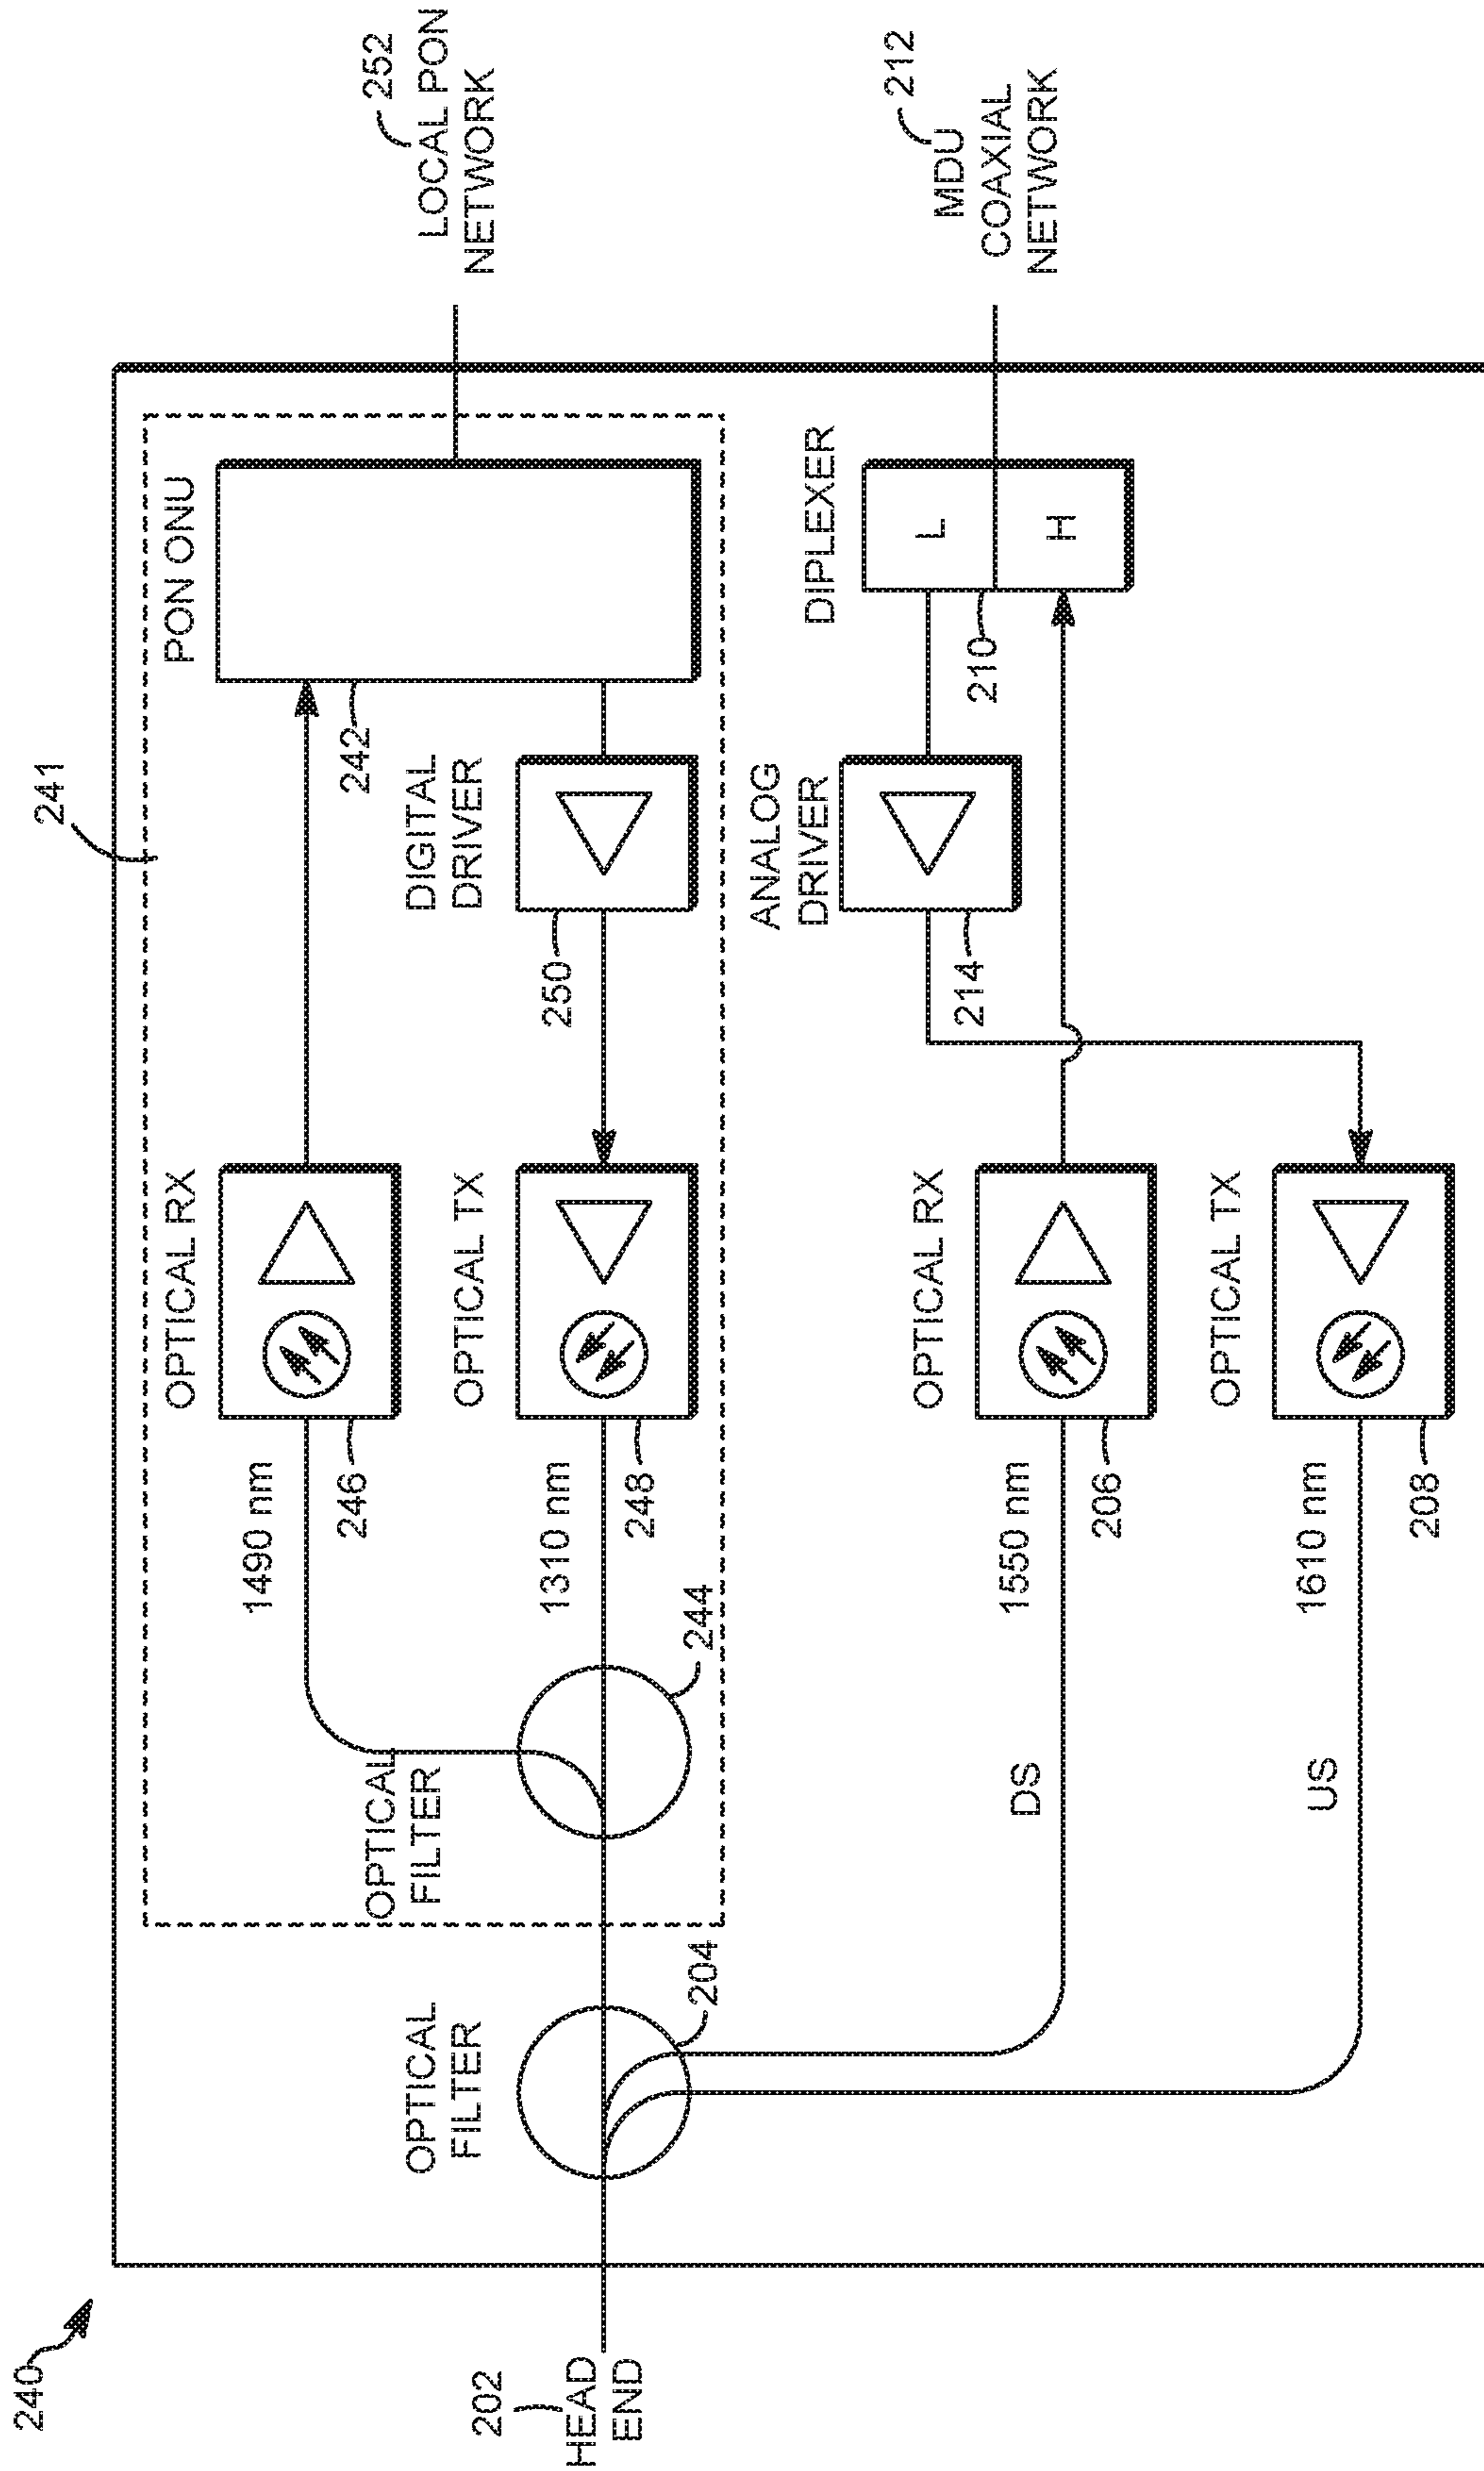 240
202
HEAD
END
OPTICAL
FILTER
204
241
OPTICAL
FILTER
244
1490 nm
246
OPTICAL RX
1310 nm
248
OPTICAL TX
DIGITAL
DRIVER
250
PON ONU
242
252
LOCAL PON
NETWORK
DS
1550 nm
206
OPTICAL RX
US
1610 nm
208
OPTICAL TX
ANALOG
DRIVER
214
DIPLEXER
L
H
210
212
MDU
COAXIAL
NETWORK